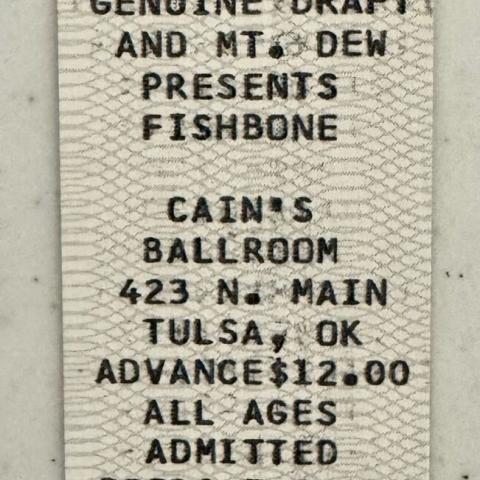 GENUINE DRAFT
AND MT. DEW
PRESENTS
FISHBONE
CAIN'S
BALLROOM
423 N. MAIN
TULSA, OK
ADVANCE$12.00
ALL AGES
ADMITTED